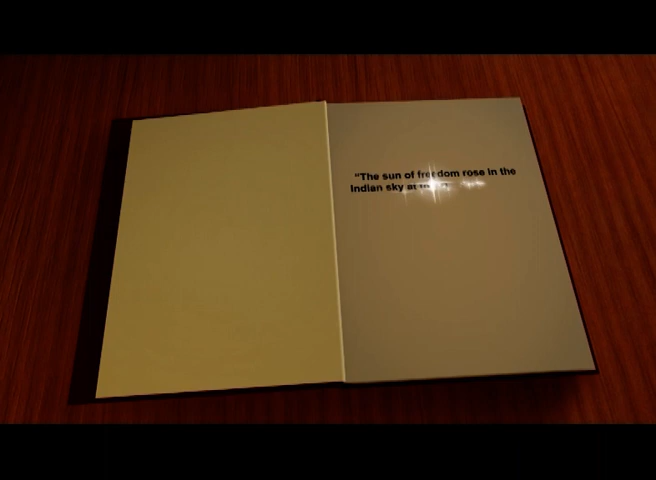 “The sun of freedom rose in the
Indian sky